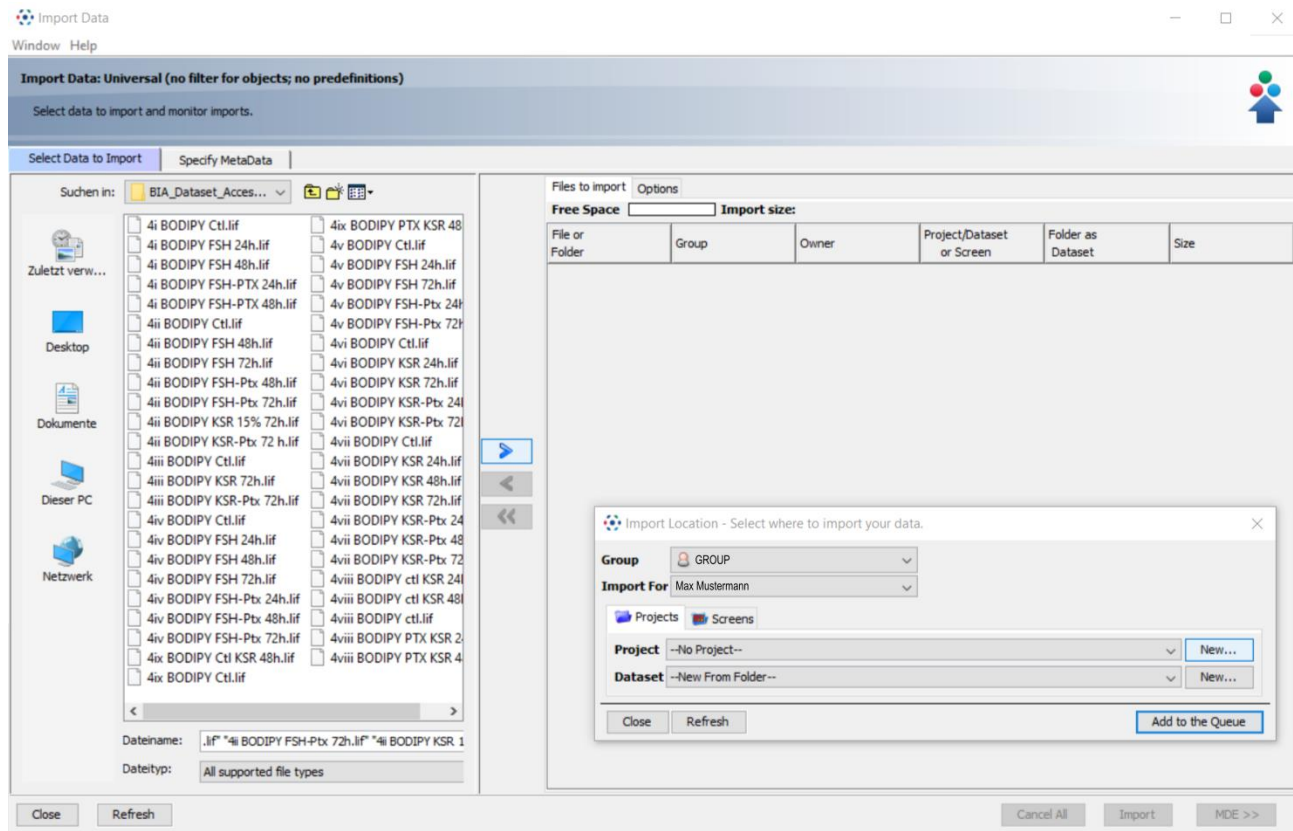 Import Data
Window Help
Import Data: Universal (no filter for objects; no predefinitions)
Select data to import and monitor imports.
Select Data to Import
Specify MetaData
Suchen in:
BIA_Dataset_Acces...
Zuletzt verw...
Desktop
Dokumente
Dieser PC
Netzwerk
4i BODIPY Ctl.lif
4i BODIPY FSH 24h.lif
4i BODIPY FSH 48h.lif
4i BODIPY FSH-PTX 24h.lif
4i BODIPY FSH-PTX 48h.lif
4ii BODIPY Ctl.lif
4ii BODIPY FSH 48h.lif
4ii BODIPY FSH 72h.lif
4ii BODIPY FSH-Ptx 48h.lif
4ii BODIPY FSH-Ptx 72h.lif
4ii BODIPY KSR 15% 72h.lif
4ii BODIPY KSR-Ptx 72 h.lif
4iii BODIPY Ctl.lif
4iii BODIPY KSR 72h.lif
4iii BODIPY KSR-Ptx 72h.lif
4iv BODIPY Ctl.lif
4iv BODIPY FSH 24h.lif
4iv BODIPY FSH 48h.lif
4iv BODIPY FSH 72h.lif
4iv BODIPY FSH-Ptx 24h.lif
4iv BODIPY FSH-Ptx 48h.lif
4iv BODIPY FSH-Ptx 72h.lif
4ix BODIPY Ctl KSR 48h.lif
4ix BODIPY Ctl.lif
4ix BODIPY PTX KSR 48
4v BODIPY Ctl.lif
4v BODIPY FSH 24h.lif
4v BODIPY FSH 72h.lif
4v BODIPY FSH-Ptx 24h
4v BODIPY FSH-Ptx 72h
4vi BODIPY Ctl.lif
4vi BODIPY KSR 24h.lif
4vi BODIPY KSR 72h.lif
4vi BODIPY KSR-Ptx 24
4vi BODIPY KSR-Ptx 72
4vii BODIPY Ctl.lif
4vii BODIPY KSR 24h.lif
4vii BODIPY KSR 48h.lif
4vii BODIPY KSR 72h.lif
4vii BODIPY KSR-Ptx 24
4vii BODIPY KSR-Ptx 48
4vii BODIPY KSR-Ptx 72
4viii BODIPY ctl KSR 24
4viii BODIPY ctl KSR 48
4viii BODIPY ctl.lif
4viii BODIPY PTX KSR 2
4viii BODIPY PTX KSR 4
Dateiname:
.lif" "4ii BODIPY FSH-Ptx 72h.lif" "4ii BODIPY KSR 1
Dateityp:
All supported file types
Files to import
Options
Free Space
Import size:
File or Folder
Group
Owner
Project/Dataset or Screen
Folder as Dataset
Size
Import Location - Select where to import your data.
Group
GROUP
Import For
Max Mustermann
Projects
Screens
Project
--No Project--
New...
Dataset
--New From Folder--
New...
Close
Refresh
Add to the Queue
Close
Refresh
Cancel All
Import
MDE >>